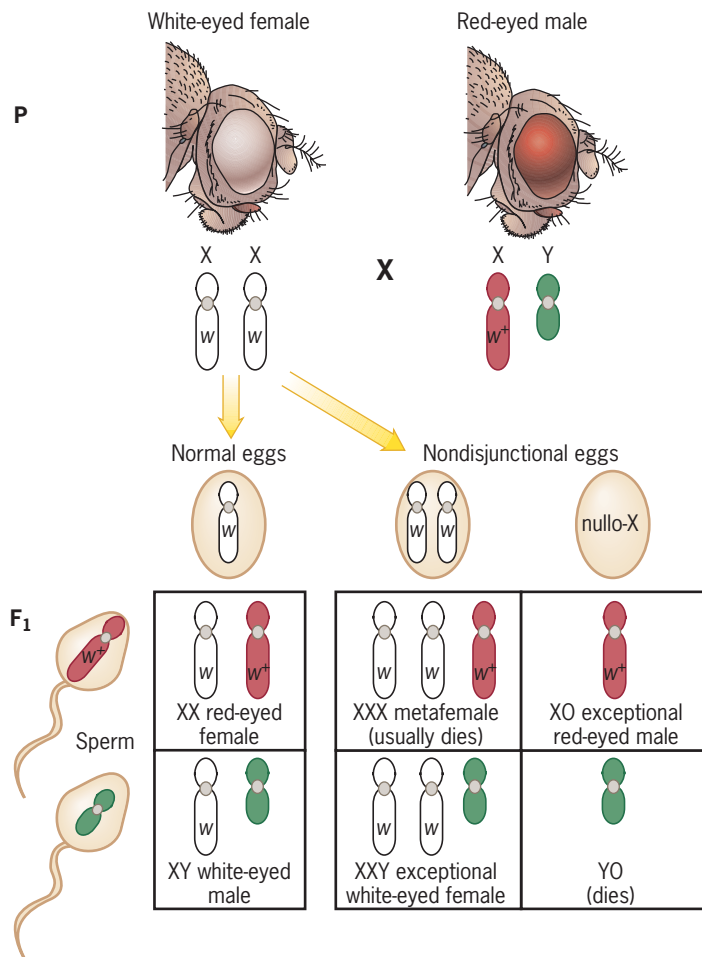 White-eyed female
Red-eyed male
P
X X
X
X Y
w w
w+
Normal eggs
Nondisjunctional eggs
w
w w
nullo-X
F1
w+
Sperm
w w+
XX red-eyed
female
w w w+
XXX metafemale
(usually dies)
w+
XO exceptional
red-eyed male
w
XY white-eyed
male
w w
XXY exceptional
white-eyed female
YO
(dies)